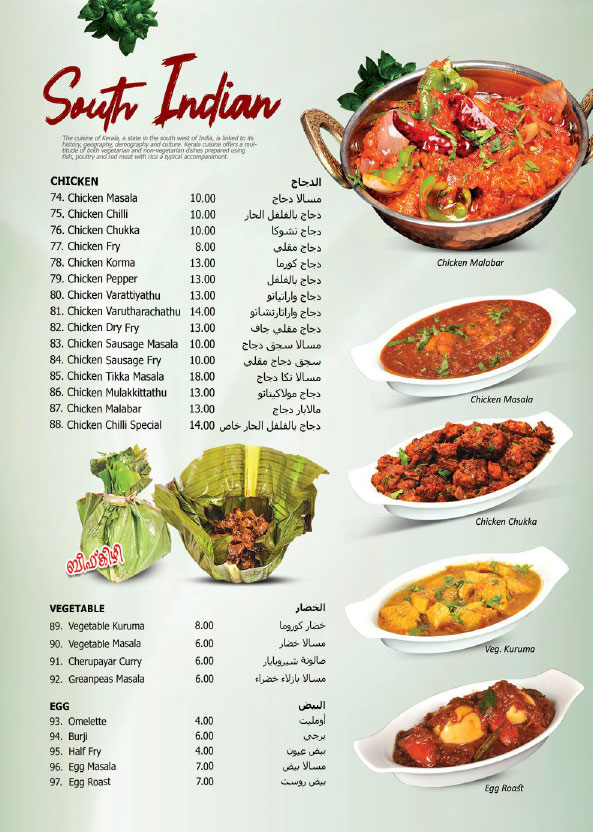 South Indian
The cuisine of Kerala, a state in the south west of India, is linked to its
history, geography, demography and culture. Kerala cuisine offers a mul-
titude of both vegetarian and non-vegetarian dishes prepared using
fish, poultry and red meat with rice a typical accompaniment.
CHICKEN الدجاج
74. Chicken Masala 10.00 مسالا دجاج
75. Chicken Chilli 10.00 دجاج بالفلفل الحار
76. Chicken Chukka 10.00 دجاج تشوكا
77. Chicken Fry 8.00 دجاج مقلي
78. Chicken Korma 13.00 دجاج كورما
79. Chicken Pepper 13.00 دجاج بالفلفل
80. Chicken Varattiyathu 13.00 دجاج واراتياتو
81. Chicken Varutharachathu 14.00 دجاج واراتارتشاتو
82. Chicken Dry Fry 13.00 دجاج مقلي جاف
83. Chicken Sausage Masala 10.00 مسالا سجق دجاج
84. Chicken Sausage Fry 10.00 سجق دجاج مقلي
85. Chicken Tikka Masala 18.00 مسالا تكا دجاج
86. Chicken Mulakkittathu 13.00 دجاج مولاكيتاتو
87. Chicken Malabar 13.00 مالابار دجاج
88. Chicken Chilli Special 14.00 دجاج بالفلفل الحار خاص
Chicken Malabar
Chicken Masala
Chicken Chukka
ബീഫ് കിഴി
VEGETABLE الخضار
89. Vegetable Kuruma 8.00 خضار كوروما
90. Vegetable Masala 6.00 مسالا خضار
91. Cherupayar Curry 6.00 صالونة شيروبايار
92. Greanpeas Masala 6.00 مسالا بازلاء خضراء
Veg. Kuruma
EGG البيض
93. Omelette 4.00 أومليت
94. Burji 6.00 برجي
95. Half Fry 4.00 بيض عيون
96. Egg Masala 7.00 مسالا بيض
97. Egg Roast 7.00 بيض روست
Egg Roast